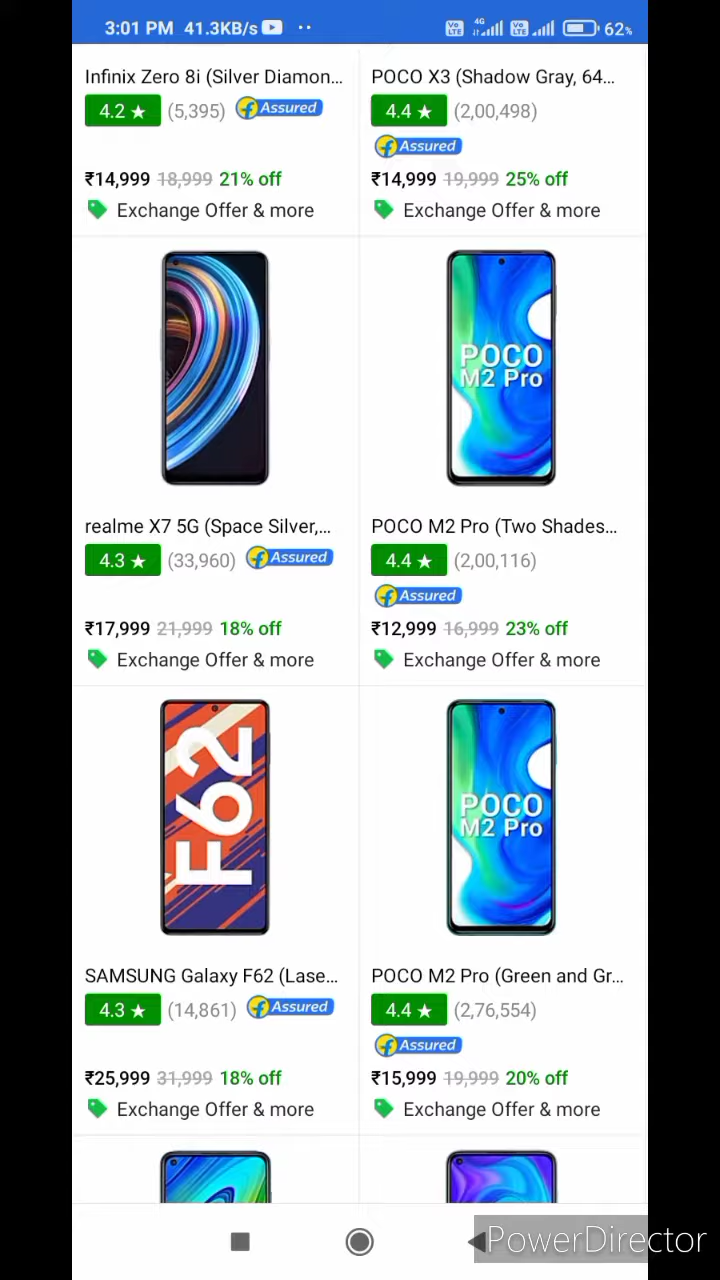 3:01 PM 41.3KB/s
Vo LTE 4G Vo LTE 62%
Infinix Zero 8i (Silver Diamon...
4.2 ★ (5,395) f Assured
₹14,999 18,999 21% off
Exchange Offer & more
POCO X3 (Shadow Gray, 64...
4.4 ★ (2,00,498)
f Assured
₹14,999 19,999 25% off
Exchange Offer & more
realme X7 5G (Space Silver,...
4.3 ★ (33,960) f Assured
₹17,999 21,999 18% off
Exchange Offer & more
POCO
M2 Pro
POCO M2 Pro (Two Shades...
4.4 ★ (2,00,116)
f Assured
₹12,999 16,999 23% off
Exchange Offer & more
F62
SAMSUNG Galaxy F62 (Lase...
4.3 ★ (14,861) f Assured
₹25,999 31,999 18% off
Exchange Offer & more
POCO
M2 Pro
POCO M2 Pro (Green and Gr...
4.4 ★ (2,76,554)
f Assured
₹15,999 19,999 20% off
Exchange Offer & more
PowerDirector